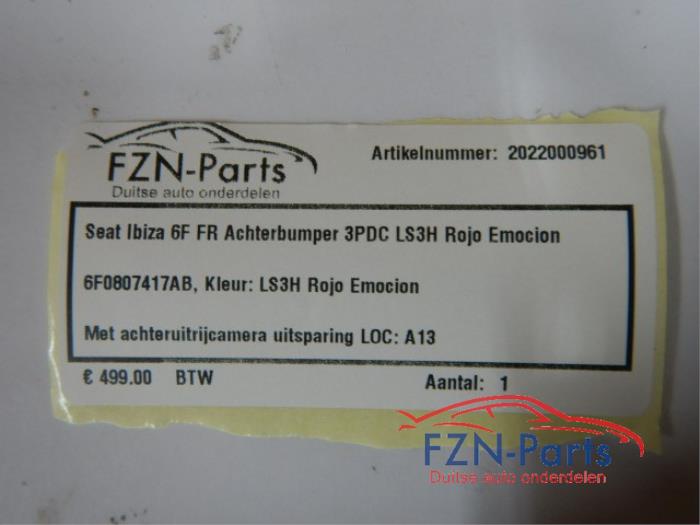 FZN-Parts
Duitse auto onderdelen
Artikelnummer: 2022000961
Seat Ibiza 6F FR Achterbumper 3PDC LS3H Rojo Emocion
6F0807417AB, Kleur: LS3H Rojo Emocion
Met achteruitrijcamera uitsparing LOC: A13
€ 499.00 BTW
Aantal: 1
FZN-Parts
Duitse auto onderdelen